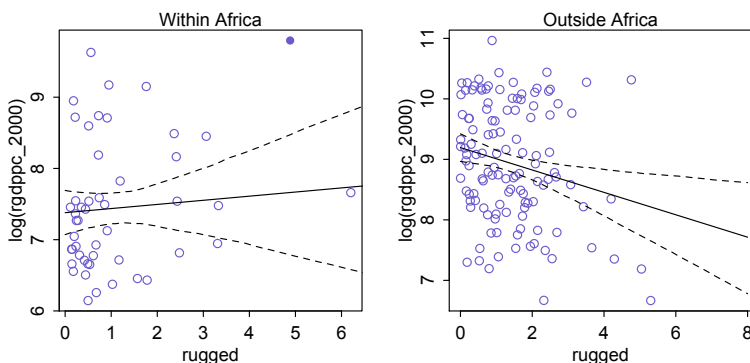 Within Africa
log(rgdppc_2000)
9
8
7
6
0 1 2 3 4 5 6
rugged
Outside Africa
log(rgdppc_2000)
11
10
9
8
7
0 2 4 6 8
rugged